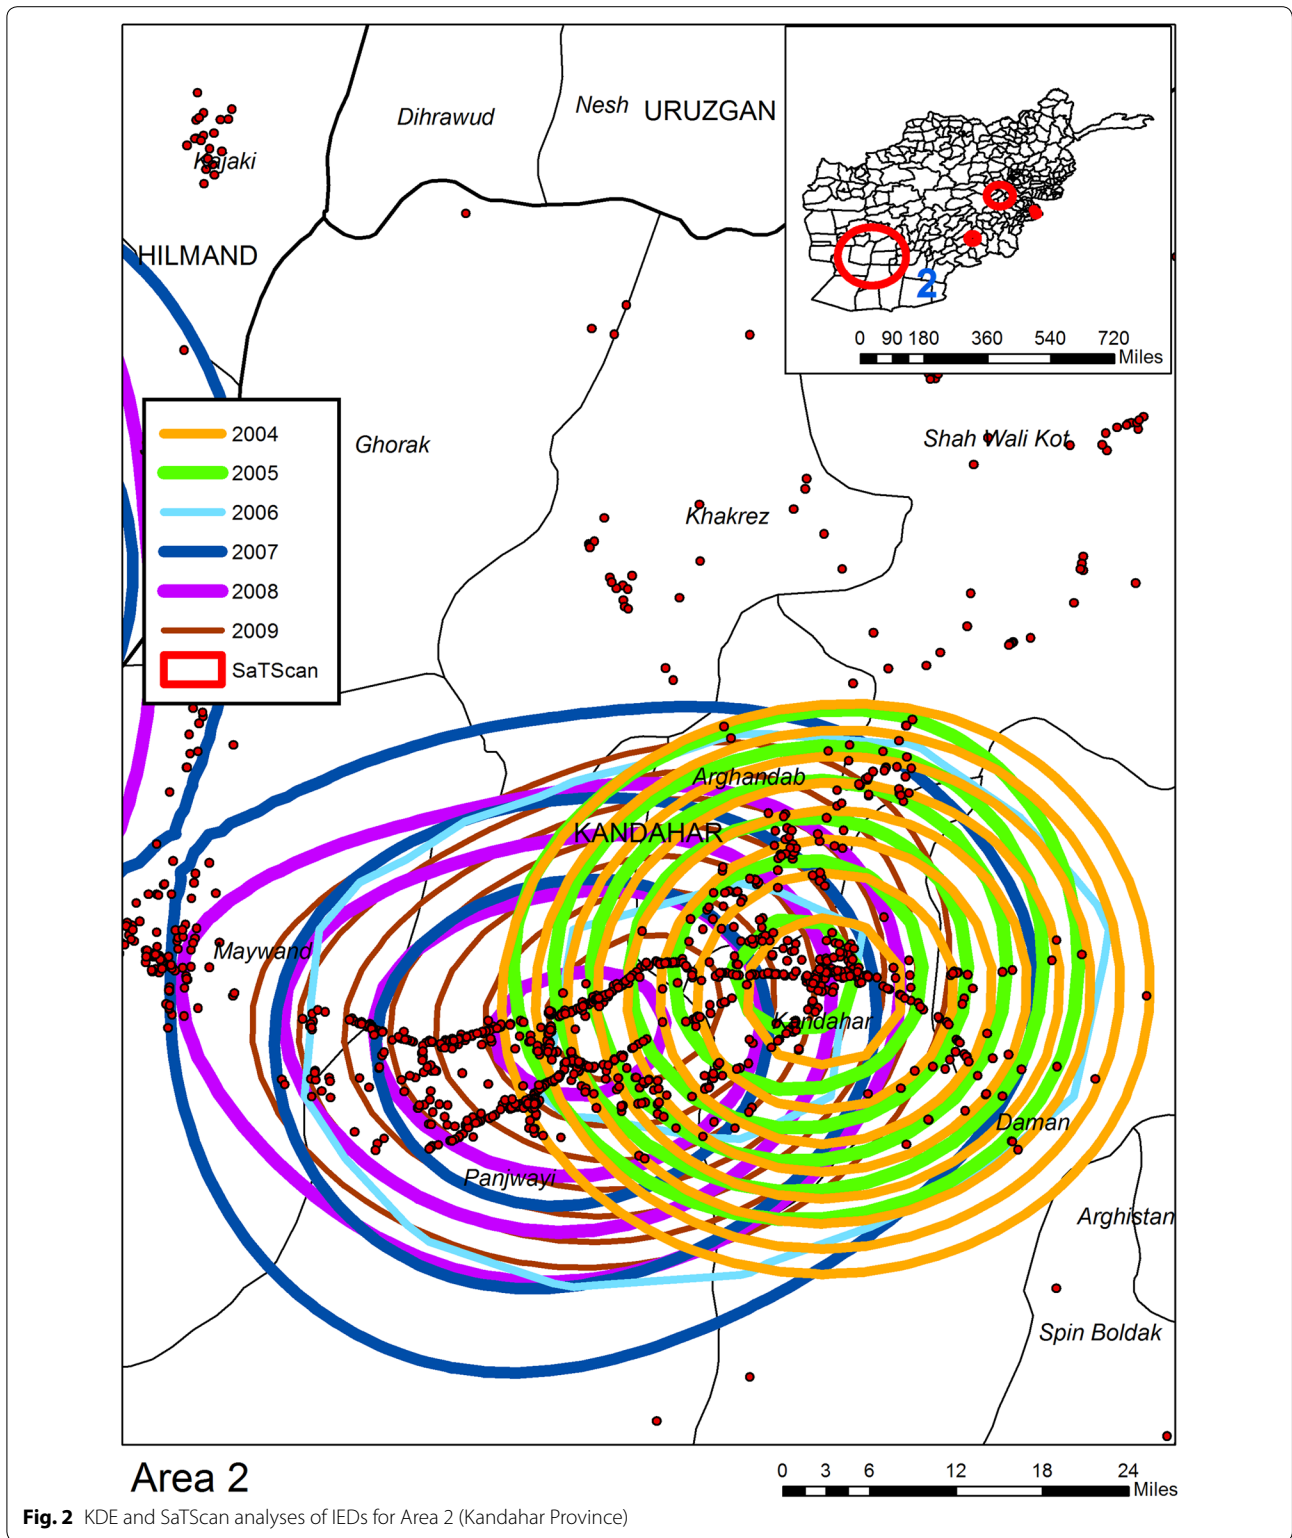 Dihrawud
Nesh
URUZGAN
Kajaki
HILMAND
2
0 90 180 360 540 720
Miles
2004
2005
2006
2007
2008
2009
SaTScan
Ghorak
Shah Wali Kot
Khakrez
Arghandab
KANDAHAR
Maywand
Kandahar
Daman
Panjwayi
Arghistan
Spin Boldak
Area 2
0 3 6 12 18 24
Miles
Fig. 2 KDE and SaTScan analyses of IEDs for Area 2 (Kandahar Province)